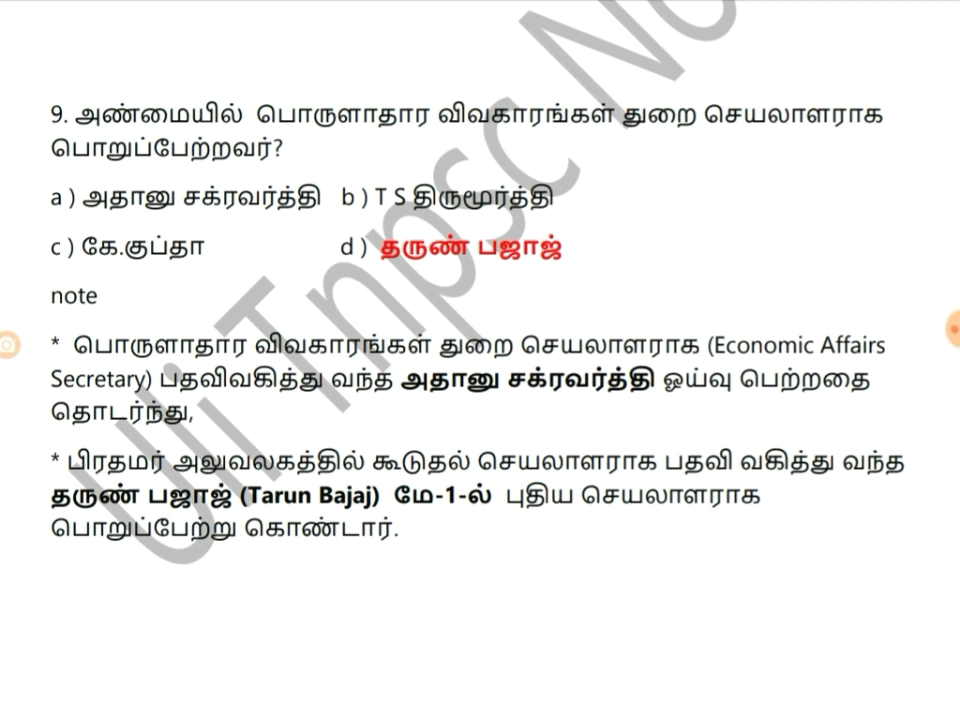 9. அண்மையில் பொருளாதார விவகாரங்கள் துறை செயலாளராக
பொறுப்பேற்றவர்?
a ) அதானு சக்ரவர்த்தி b ) T S திருமூர்த்தி
c ) கே.குப்தா d ) தருண் பஜாஜ்
note
* பொருளாதார விவகாரங்கள் துறை செயலாளராக (Economic Affairs
Secretary) பதவிவகித்து வந்த அதானு சக்ரவர்த்தி ஒய்வு பெற்றதை
தொடர்ந்து,
* பிரதமர் அலுவலகத்தில் கூடுதல் செயலாளராக பதவி வகித்து வந்த
தருண் பஜாஜ் (Tarun Bajaj) மே-1-ல் புதிய செயலாளராக
பொறுப்பேற்று கொண்டார்.
Tnpsc